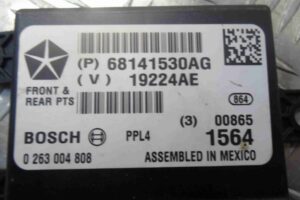 (P) 68141530AG
(V) 19224AE
FRONT &
REAR PTS
864
(3) 00865
BOSCH PPL4 1564
0 263 004 808 ASSEMBLED IN MEXICO